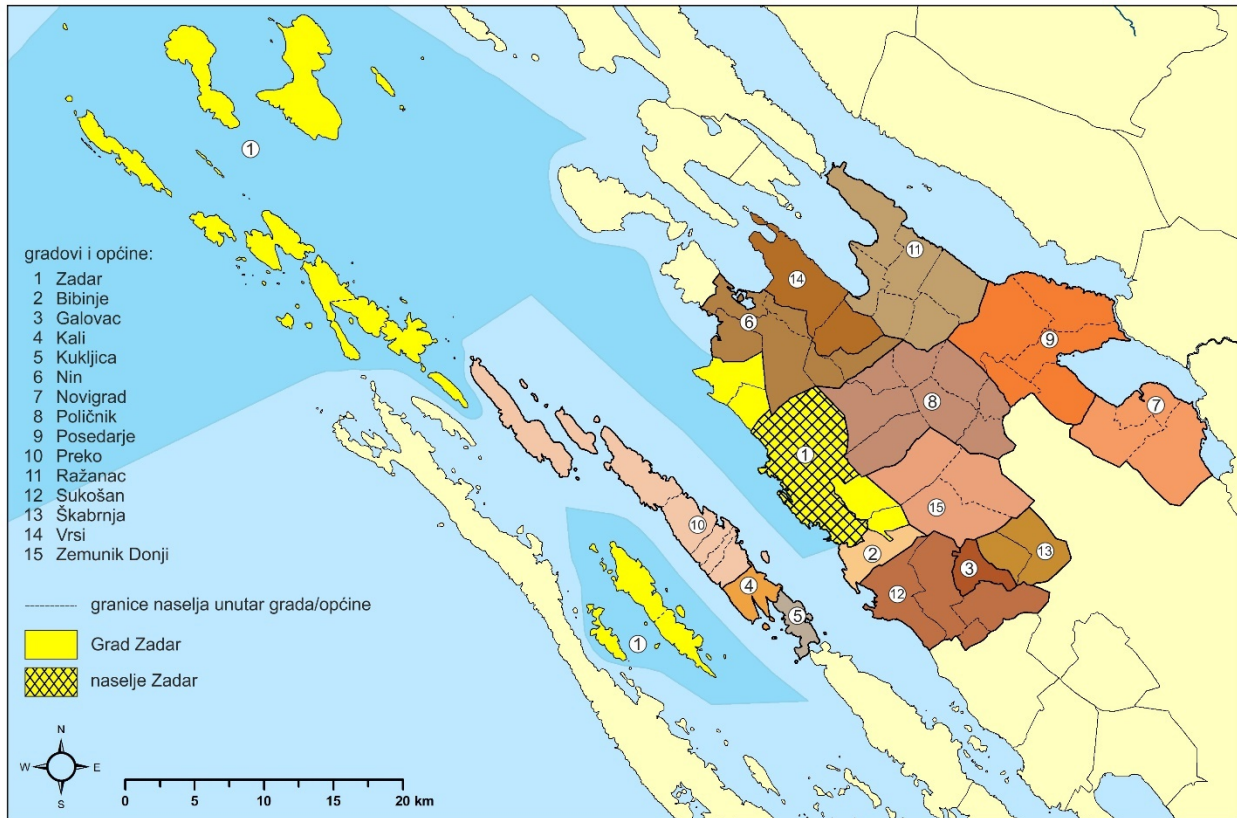 gradovi i općine:
1 Zadar
2 Bibinje
3 Galovac
4 Kali
5 Kukljica
6 Nin
7 Novigrad
8 Poličnik
9 Posedarje
10 Preko
11 Ražanac
12 Sukošan
13 Škabrnja
14 Vrsi
15 Zemunik Donji
granice naselja unutar grada/općine
Grad Zadar
naselje Zadar
N
W E
S
0 5 10 15 20 km
1
11
14
6
9
7
8
1
15
10
2
13
3
4
12
5
1